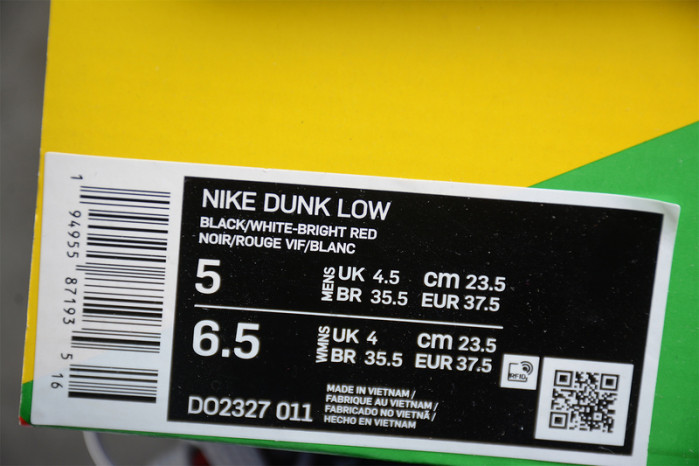 NIKE DUNK LOW
BLACK/WHITE-BRIGHT RED
NOIR/ROUGE VIF/BLANC
5 MENS UK 4.5 cm 23.5
BR 35.5 EUR 37.5
6.5 WMNS UK 4 cm 23.5
BR 35.5 EUR 37.5
RFID
DO2327 011
MADE IN VIETNAM /
FABRIQUE AU VIETNAM /
FABRICADO NO VIETNÃ /
HECHO EN VIETNAM
1 94955 87193 5 16